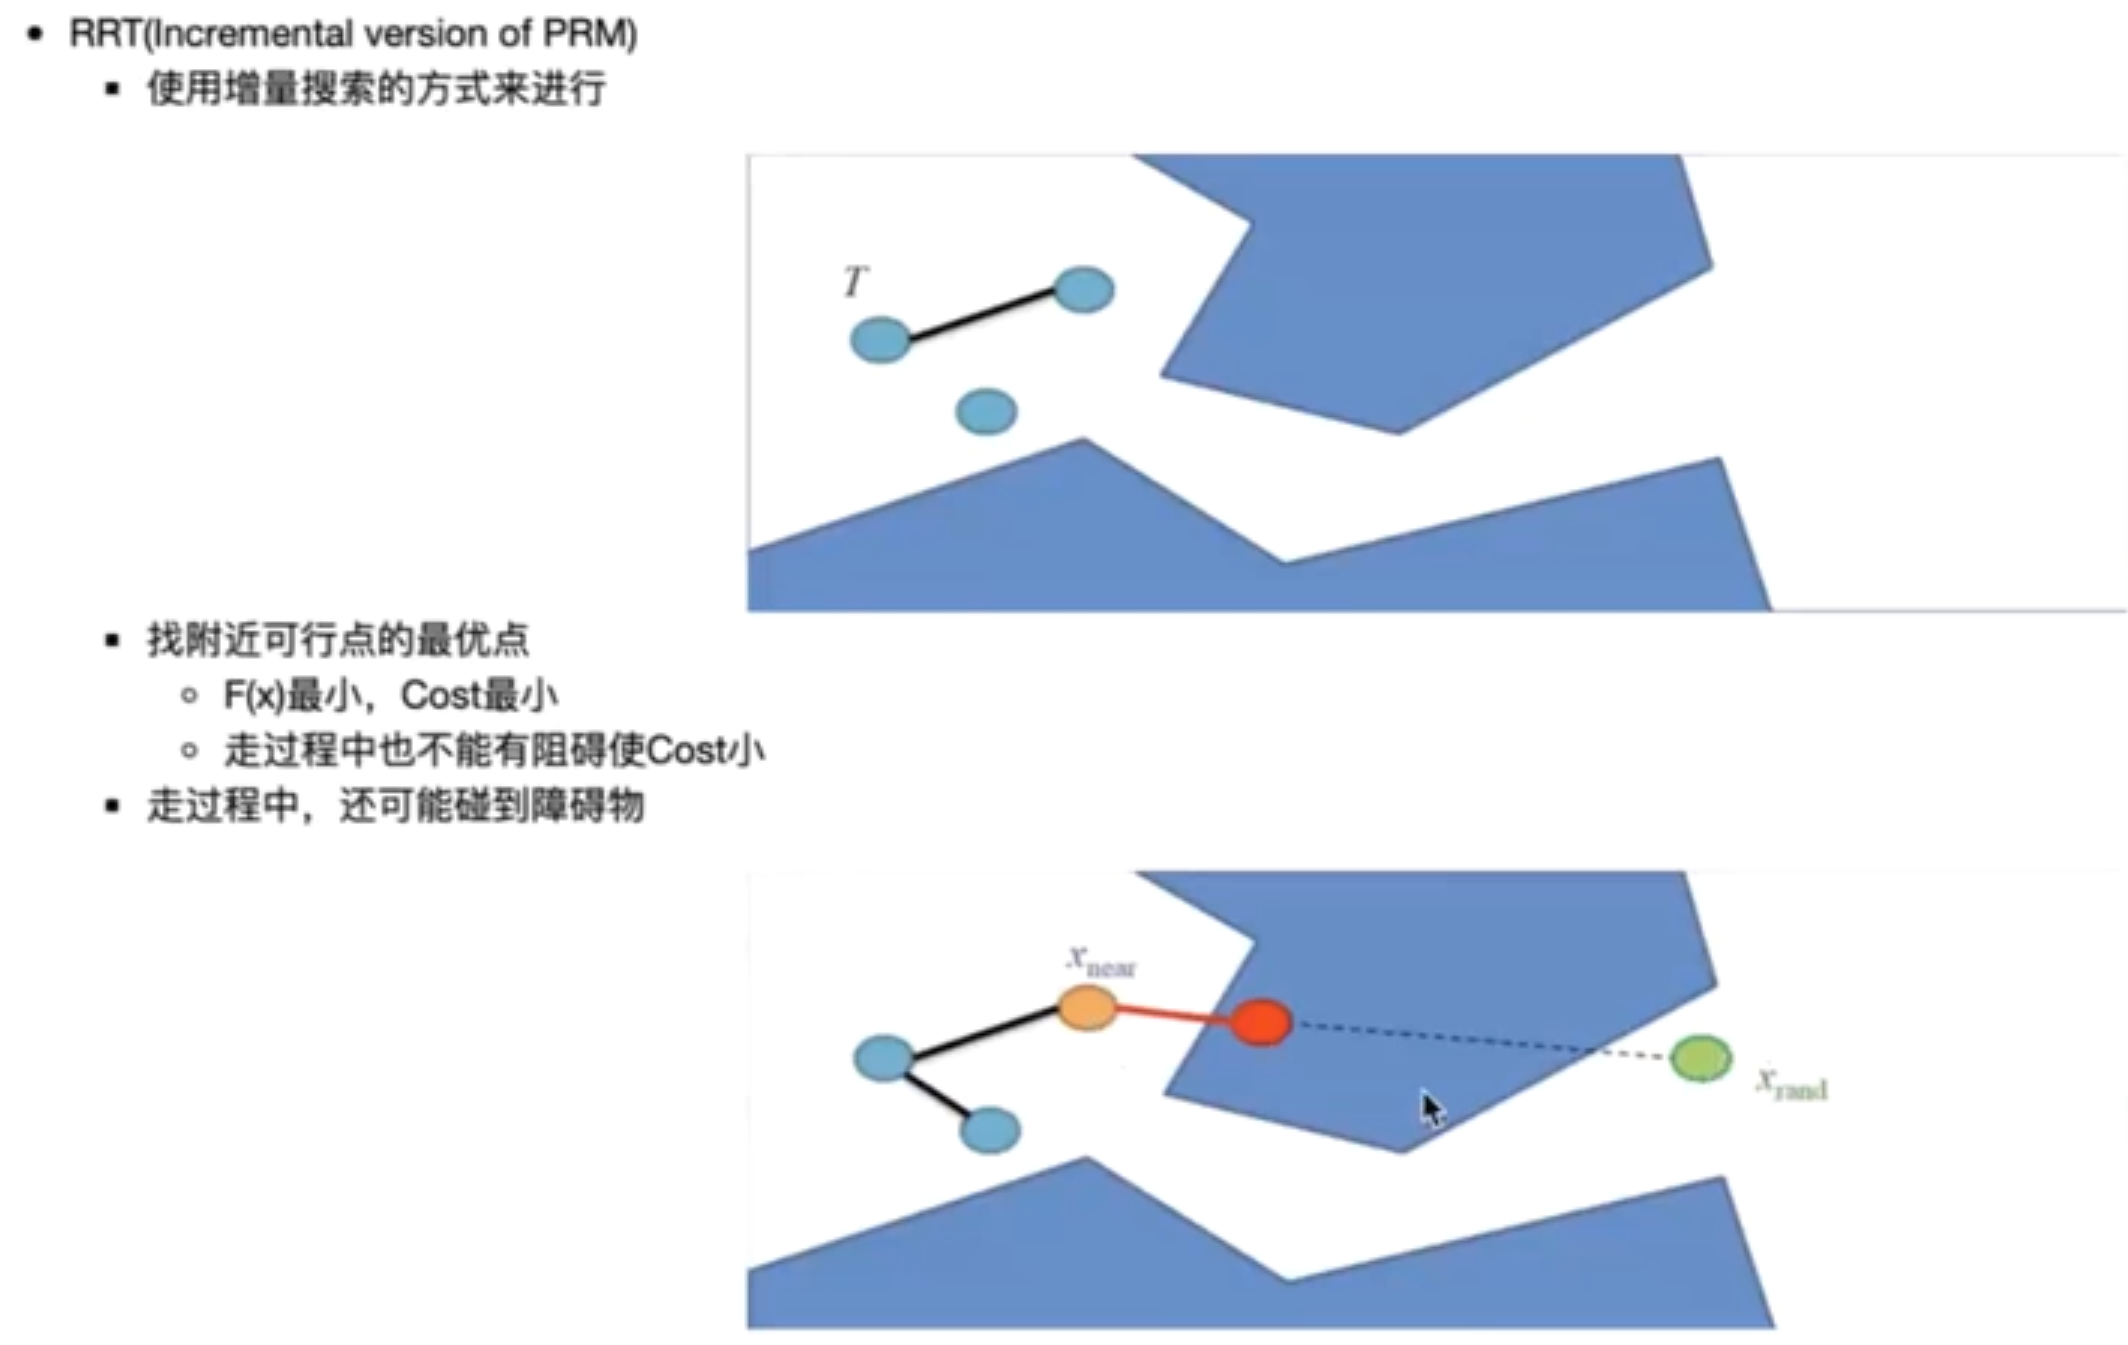 RRT(Incremental version of PRM)
使用增量搜索的方式来进行
T
找附近可行点的最优点
F(x)最小，Cost最小
走过程中也不能有阻碍使Cost小
走过程中，还可能碰到障碍物
x_near
x_rand